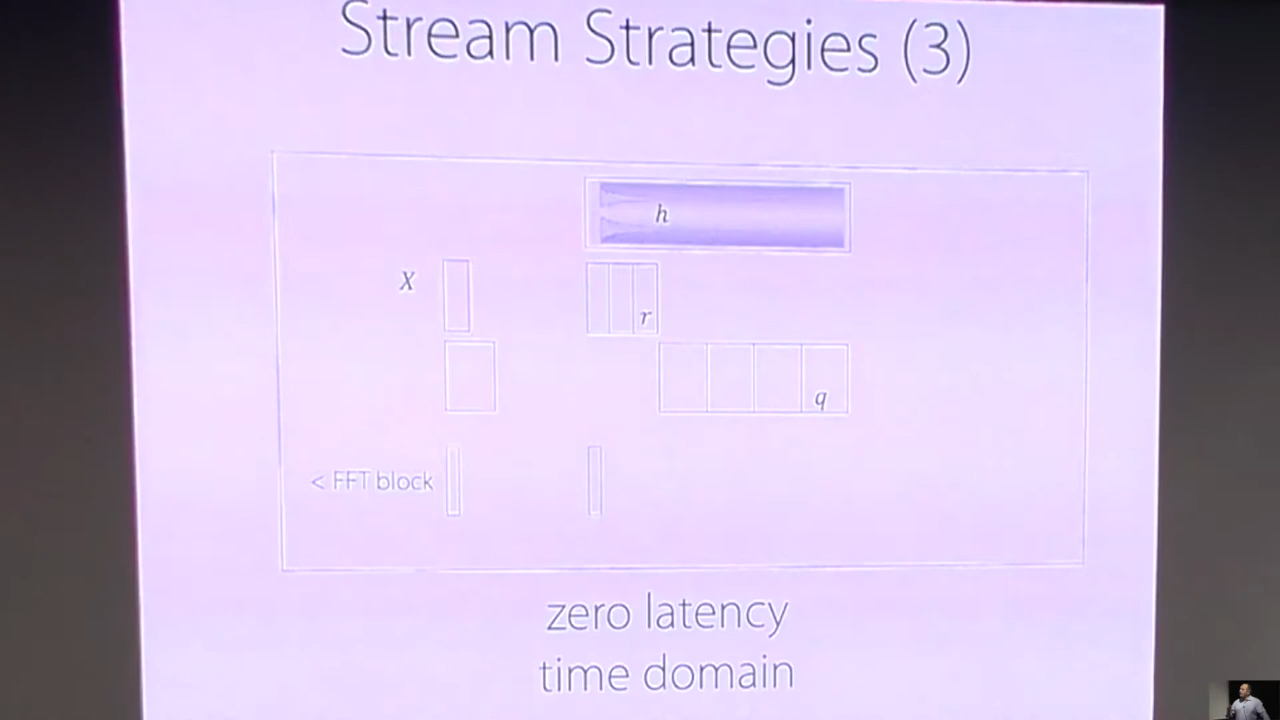 Stream Strategies (3)
h
X
r
q
< FFT block
zero latency
time domain